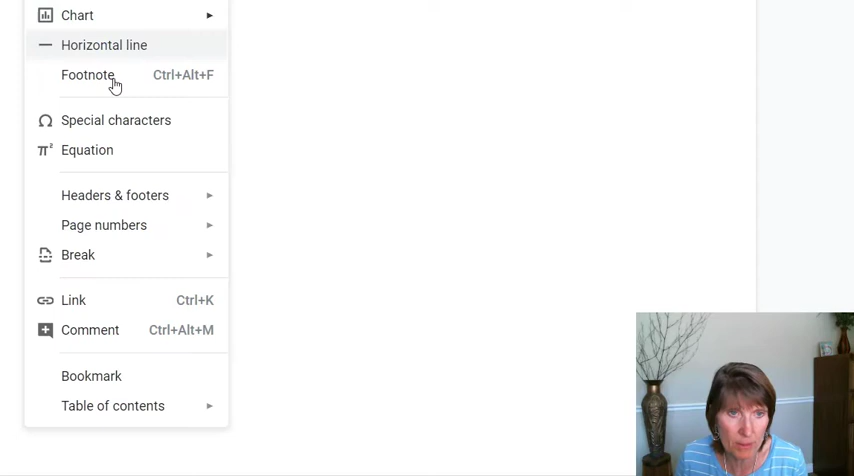 Chart
Horizontal line
Footnote Ctrl+Alt+F
Special characters
Equation
Headers & footers
Page numbers
Break
Link Ctrl+K
Comment Ctrl+Alt+M
Bookmark
Table of contents